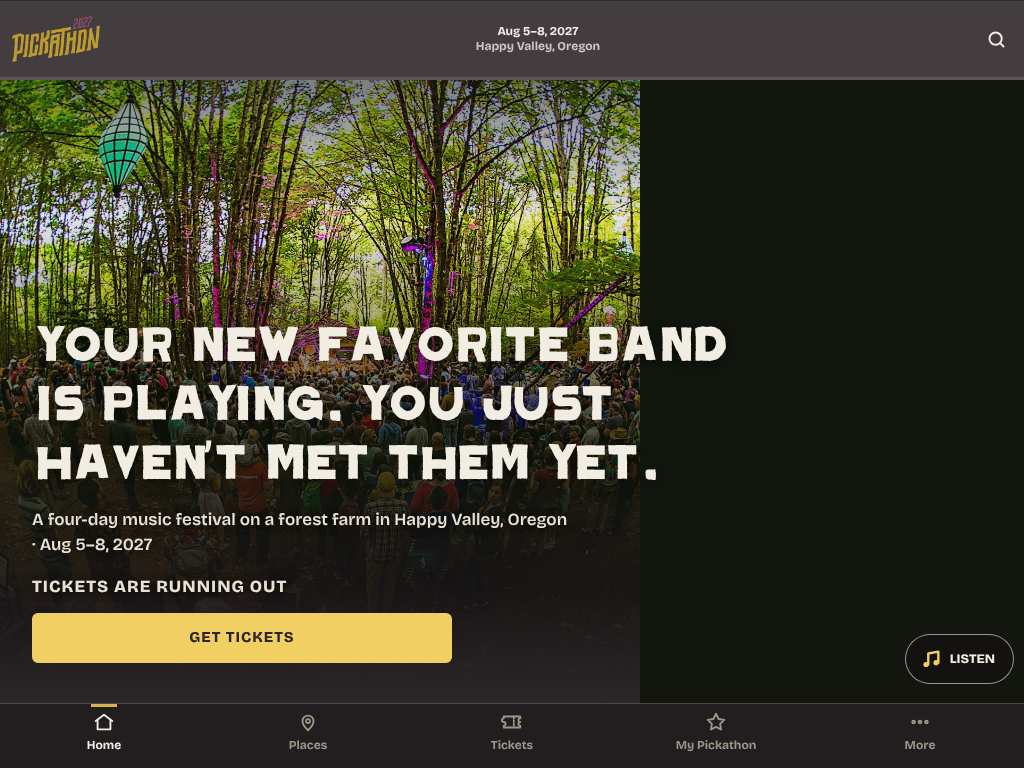 2027
PICKATHON
Aug 5–8, 2027
Happy Valley, Oregon
YOUR NEW FAVORITE BAND
IS PLAYING. YOU JUST
HAVEN'T MET THEM YET.
A four-day music festival on a forest farm in Happy Valley, Oregon
· Aug 5–8, 2027
TICKETS ARE RUNNING OUT
GET TICKETS
LISTEN
Home
Places
Tickets
My Pickathon
More